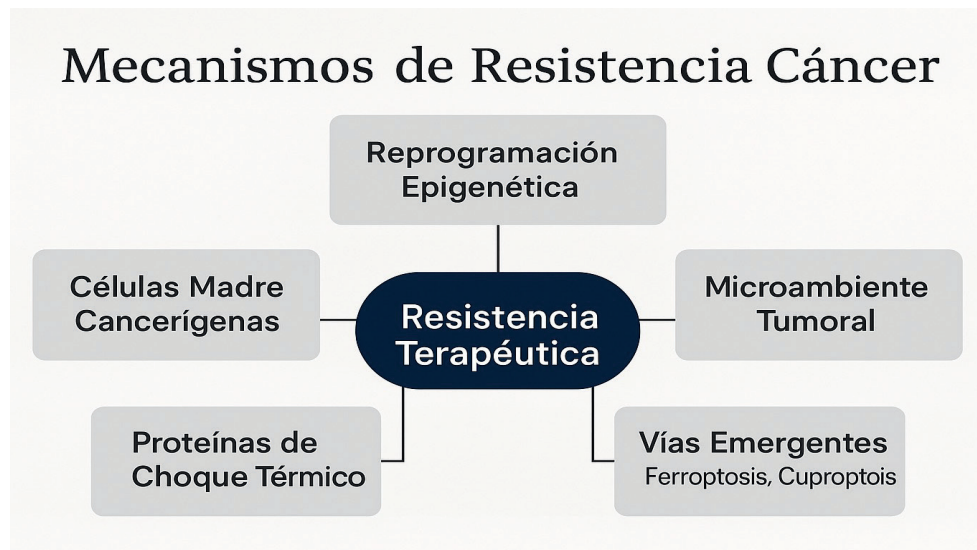 Mecanismos de Resistencia Cáncer
Reprogramación
Epigenética
Células Madre
Cancerígenas
Resistencia
Terapéutica
Microambiente
Tumoral
Proteínas de
Choque Térmico
Vías Emergentes
Ferroptosis, Cuproptois